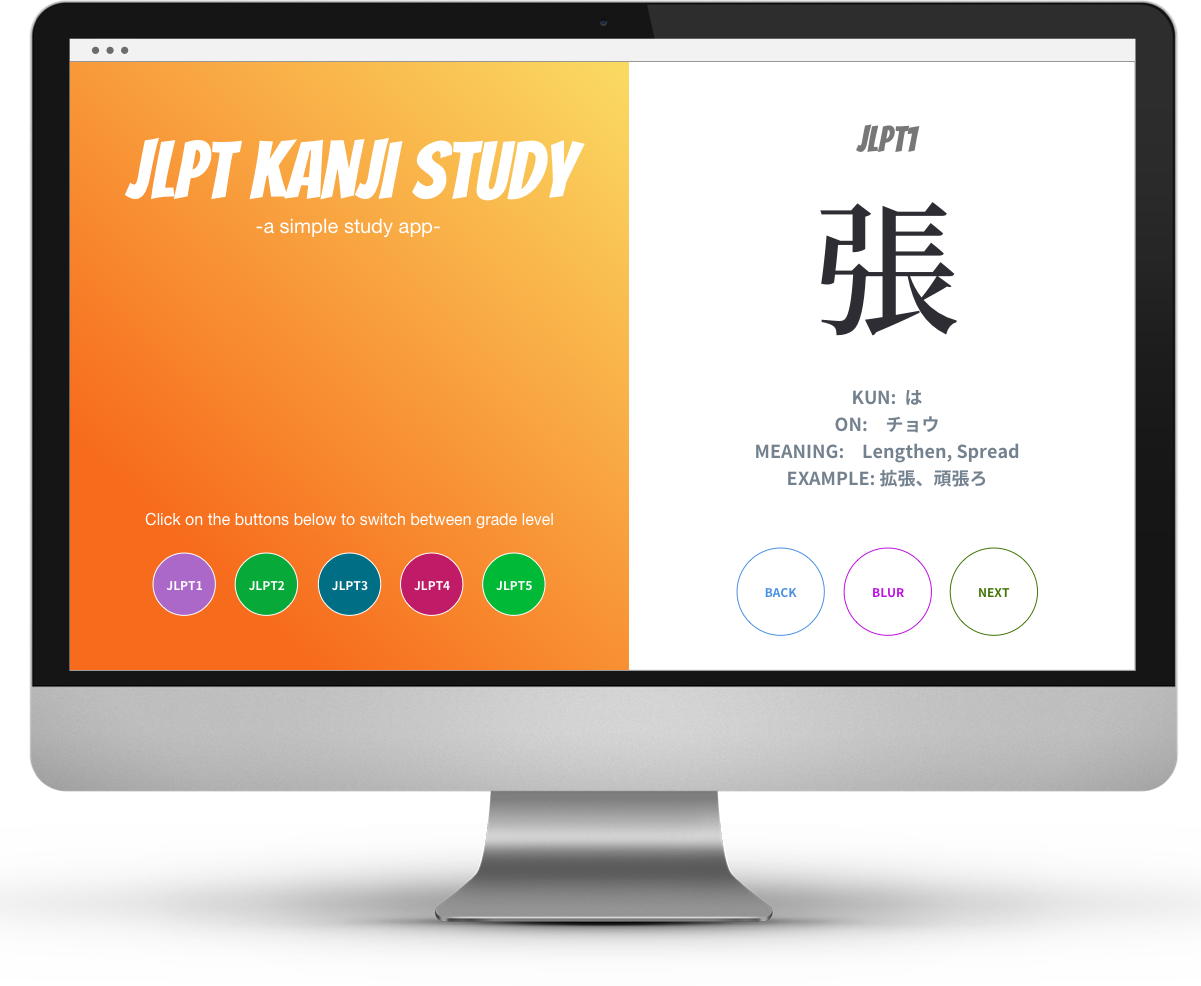 JLPT KANJI STUDY
-a simple study app-
Click on the buttons below to switch between grade level
JLPT1 JLPT2 JLPT3 JLPT4 JLPT5
JLPT1
張
KUN: は
ON: チョウ
MEANING: Lengthen, Spread
EXAMPLE: 拡張、頑張ろ
BACK BLUR NEXT